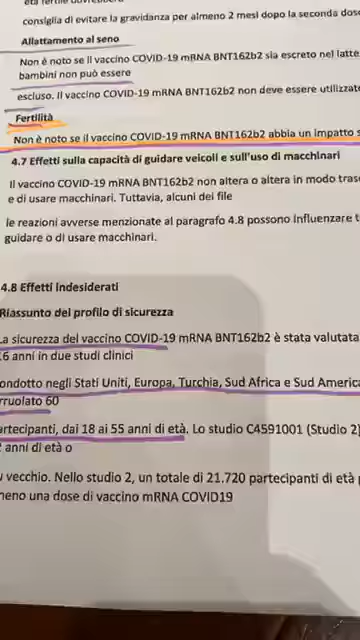 consiglia di evitare la gravidanza per almeno 2 mesi dopo la seconda dose
Allattamento al seno
Non è noto se il vaccino COVID-19 mRNA BNT162b2 sia escreto nel latte
bambini non può essere
escluso. Il vaccino COVID-19 mRNA BNT162b2 non deve essere utilizzato
Fertilità
Non è noto se il vaccino COVID-19 mRNA BNT162b2 abbia un impatto
4.7 Effetti sulla capacità di guidare veicoli e sull'uso di macchinari
Il vaccino COVID-19 mRNA BNT162b2 non altera o altera in modo
e di usare macchinari. Tuttavia, alcuni dei file
le reazioni avverse menzionate al paragrafo 4.8 possono influenzare
guidare o di usare macchinari.
4.8 Effetti indesiderati
Riassunto del profilo di sicurezza
La sicurezza del vaccino COVID-19 mRNA BNT162b2 è stata valutata
6 anni in due studi clinici
ondotto negli Stati Uniti, Europa, Turchia, Sud Africa e Sud America
rruolato 60
artecipanti, dai 18 ai 55 anni di età. Lo studio C4591001 (Studio 2)
anni di età o
vecchio. Nello studio 2, un totale di 21.720 partecipanti di età
meno una dose di vaccino mRNA COVID19